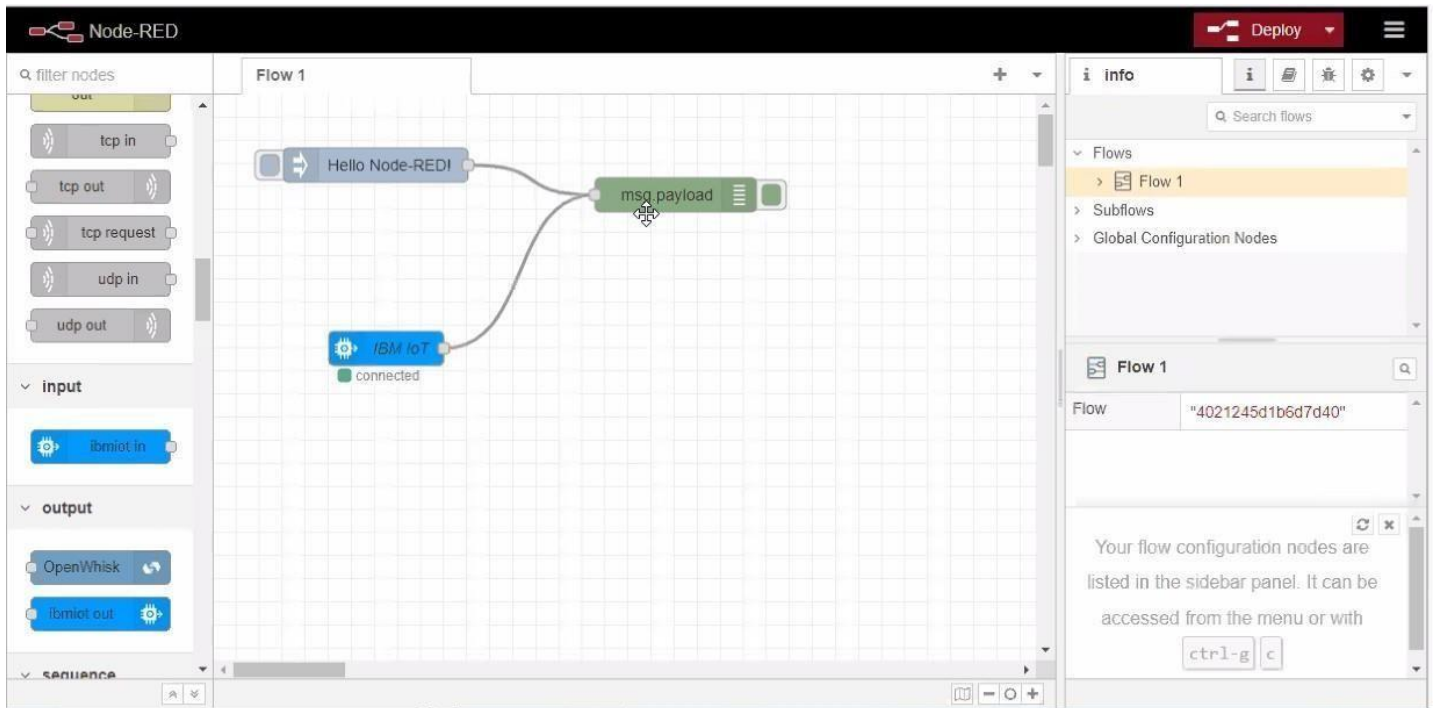 Node-RED
Deploy
filter nodes
out
tcp in
tcp out
tcp request
udp in
udp out
input
ibmiot in
output
OpenWhisk
ibmiot out
sequence
Flow 1
Hello Node-RED!
msg.payload
IBM IoT
connected
i info
i
Search flows
Flows
Flow 1
Subflows
Global Configuration Nodes
Flow 1
Flow "4021245d1b6d7d40"
Your flow configuration nodes are
listed in the sidebar panel. It can be
accessed from the menu or with
ctrl-g c